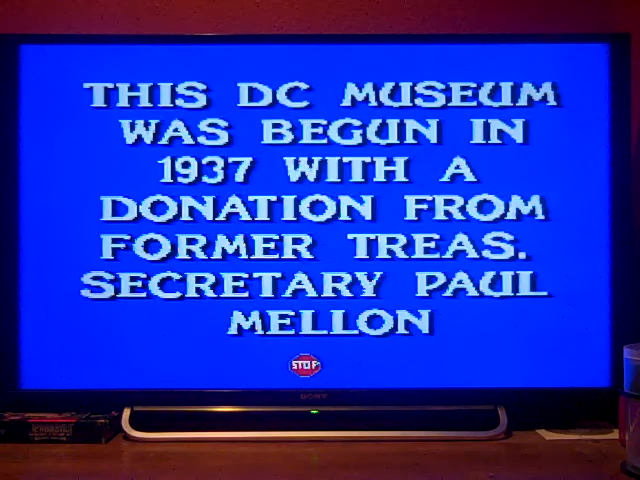 THIS DC MUSEUM
WAS BEGUN IN
1937 WITH A
DONATION FROM
FORMER TREAS.
SECRETARY PAUL
MELLON
STOP
SONY